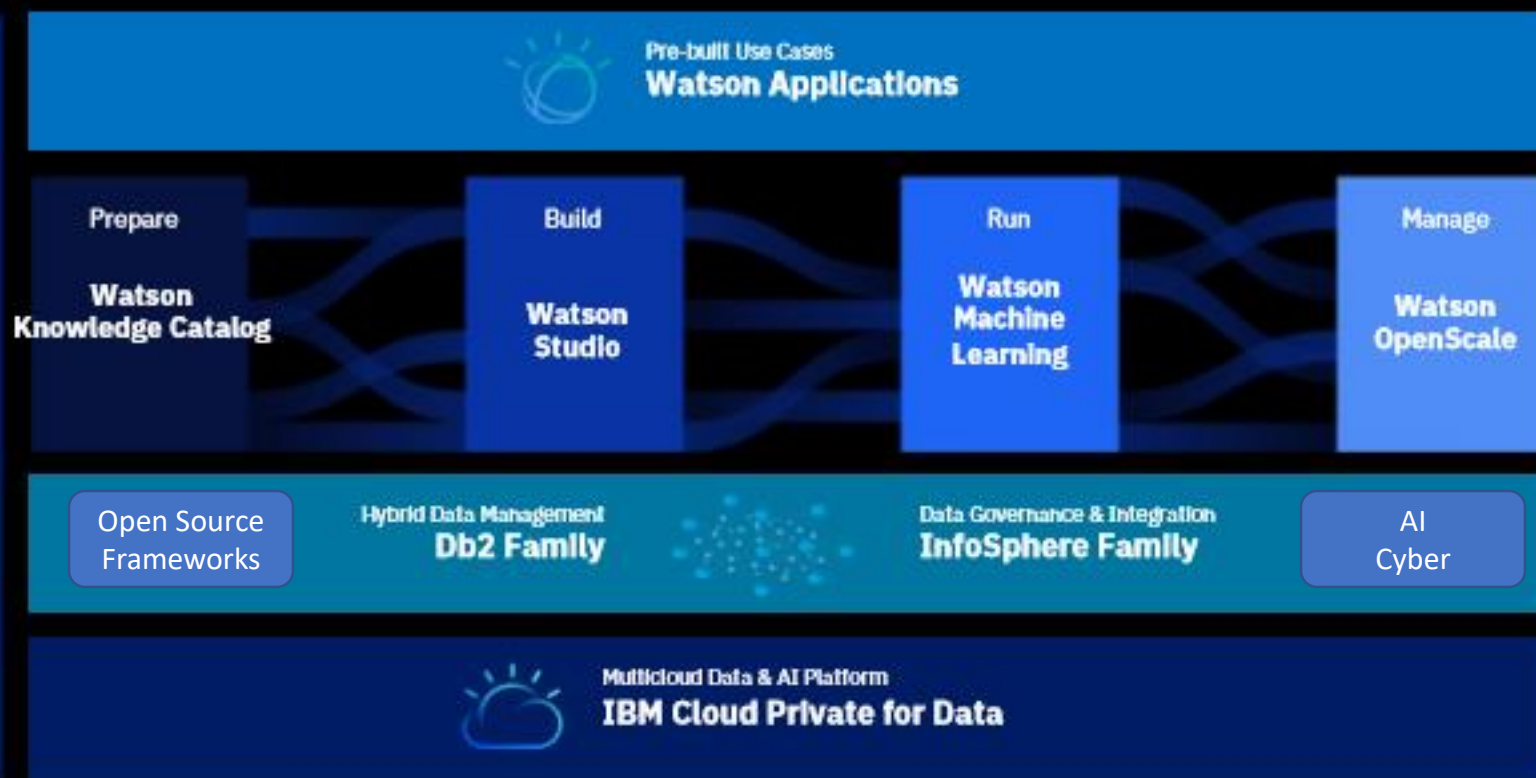 Pre-built Use Cases
Watson Applications
Prepare
Watson
Knowledge Catalog
Build
Watson
Studio
Run
Watson
Machine
Learning
Manage
Watson
OpenScale
Open Source
Frameworks
Hybrid Data Management
Db2 Family
Data Governance & Integration
InfoSphere Family
AI
Cyber
Multicloud Data & AI Platform
IBM Cloud Private for Data